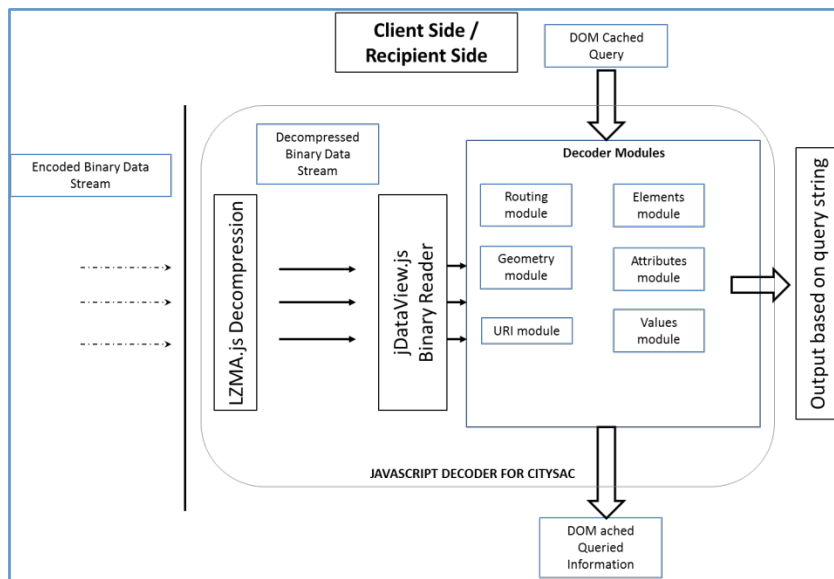 Client Side /
Recipient Side
DOM Cached
Query
Encoded Binary Data
Stream
Decompressed
Binary Data
Stream
LZMA.js Decompression
jDataView.js
Binary Reader
Decoder Modules
Routing
module
Elements
module
Geometry
module
Attributes
module
URI module
Values
module
Output based on query string
JAVASCRIPT DECODER FOR CITYSAC
DOM ached
Queried
Information